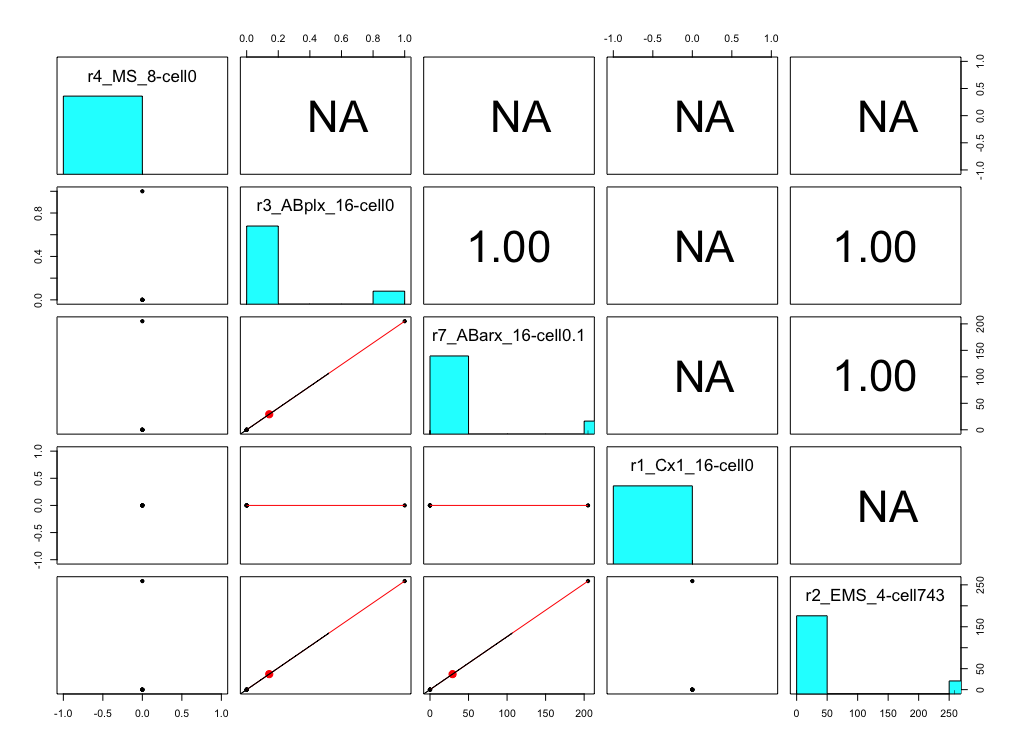 0.0 0.2 0.4 0.6 0.8 1.0
-1.0 -0.5 0.0 0.5 1.0
r4_MS_8-cell0
NA
NA
NA
NA
-1.0 -0.5 0.0 0.5 1.0
0.0 0.4 0.8
r3_ABplx_16-cell0
1.00
NA
1.00
r7_ABarx_16-cell0.1
NA
1.00
0 50 100 150 200
-1.0 -0.5 0.0 0.5 1.0
r1_Cx1_16-cell0
NA
r2_EMS_4-cell743
0 50 150 250
-1.0 -0.5 0.0 0.5 1.0
0 50 100 150 200
0 50 100 150 200 250